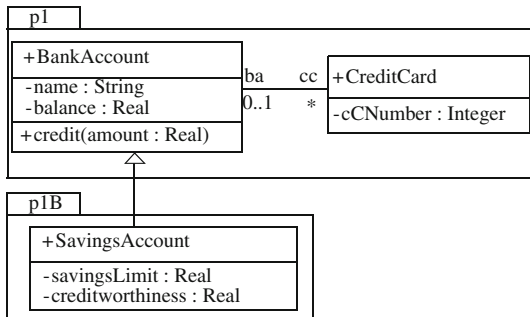 p1
+BankAccount
-name : String
-balance : Real
+credit(amount : Real)
ba cc
0..1 *
+CreditCard
-cCNumber : Integer
p1B
+SavingsAccount
-savingsLimit : Real
-creditworthiness : Real